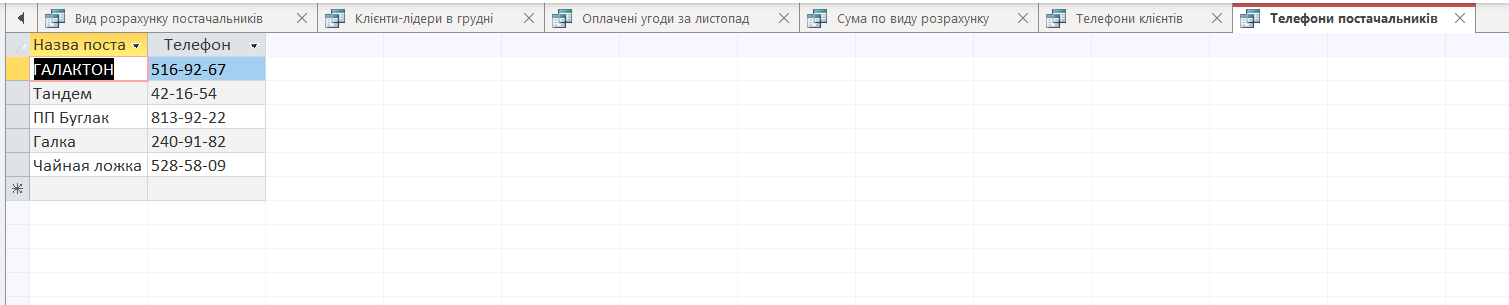 Вид розрахунку постачальників Клієнти-лідери в грудні Оплачені угоди за листопад Сума по виду розрахунку Телефони клієнтів Телефони постачальників
Назва поста Телефон
ГАЛАКТОН 516-92-67
Тандем 42-16-54
ПП Буглак 813-92-22
Галка 240-91-82
Чайная ложка 528-58-09